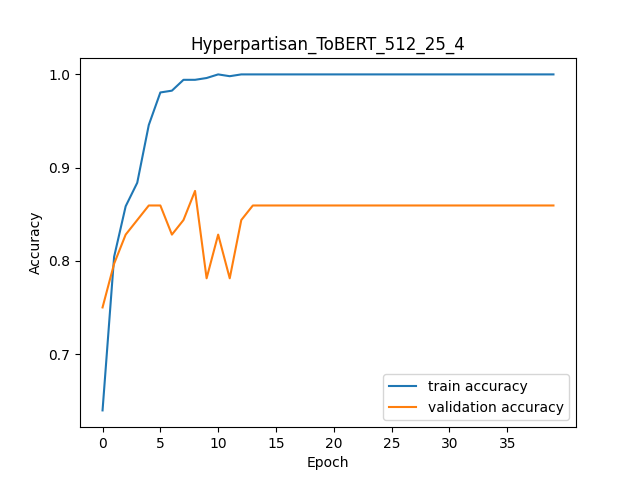 Hyperpartisan_ToBERT_512_25_4
1.0
0.9
0.8
0.7
Accuracy
0 5 10 15 20 25 30 35
Epoch
train accuracy
validation accuracy